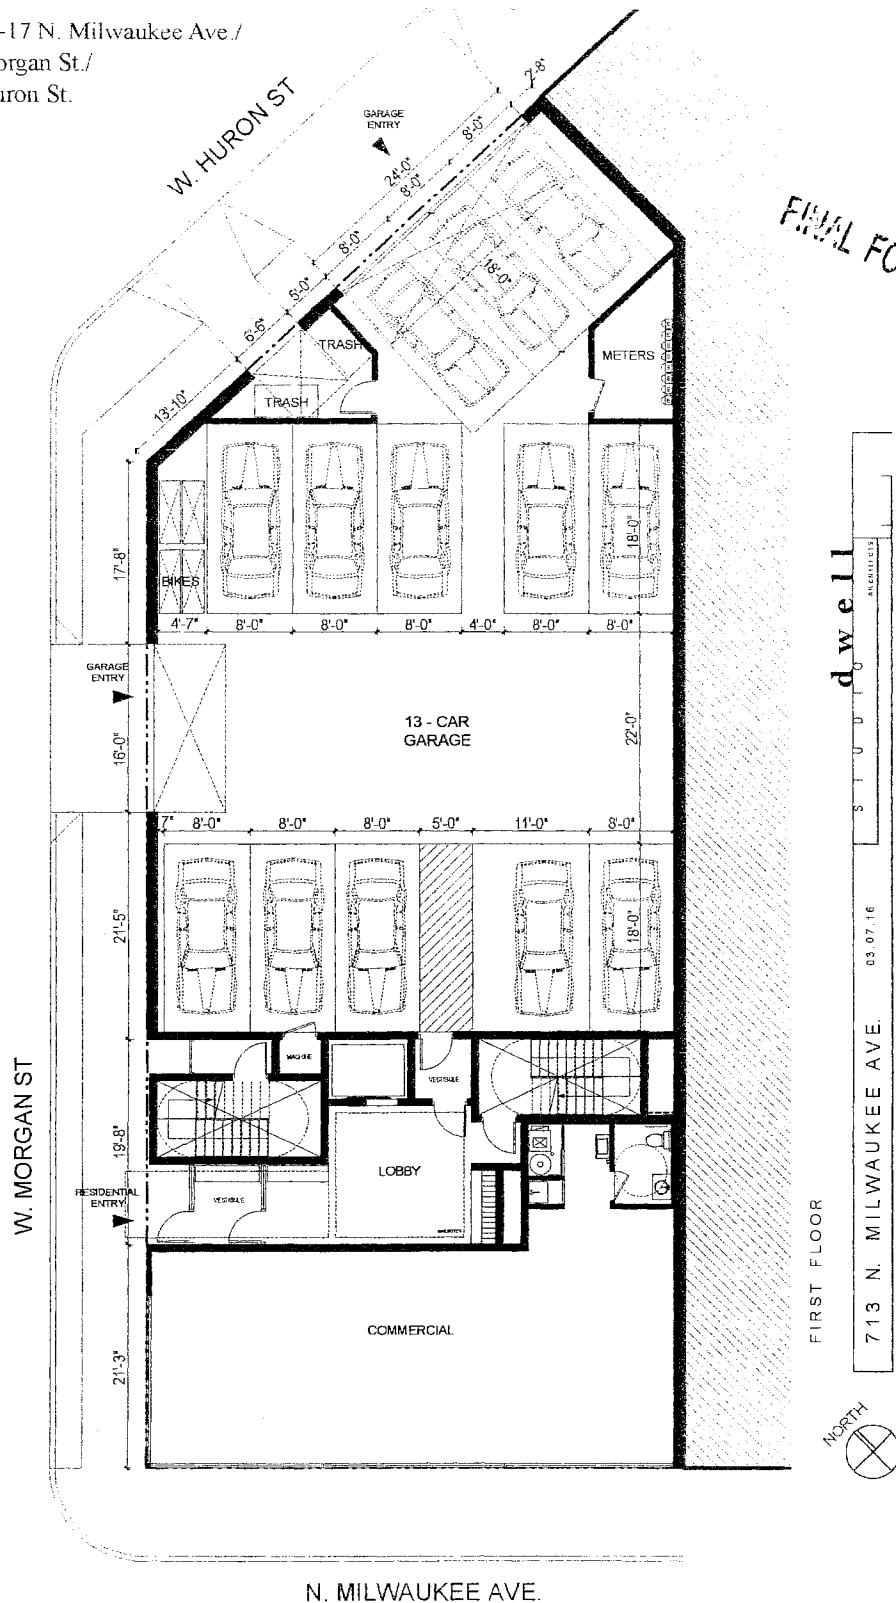 -17 N. Milwaukee Ave./
organ St./
uron St.
W. HURON ST
GARAGE
ENTRY
2'-8"
8'-0"
24'-0"
8'-0"
8'-0"
5'-0"
6'-6"
13'-10"
18'-0"
FINAL FO
TRASH
TRASH
METERS
BIKES
17'-8"
18'-0"
4'-7" 8'-0" 8'-0" 8'-0" 4'-0" 8'-0" 8'-0"
GARAGE
ENTRY
16'-0"
13 - CAR
GARAGE
22'-0"
7" 8'-0" 8'-0" 8'-0" 5'-0" 11'-0" 8'-0"
21'-5"
18'-0"
W. MORGAN ST
19'-8"
VESTIBULE
LOBBY
RESIDENTIAL
ENTRY
VESTIBULE
COMMERCIAL
21'-3"
N. MILWAUKEE AVE.
dwell
STUDIO
ARCHITECTS
03.07.16
FIRST FLOOR
713 N. MILWAUKEE AVE.
NORTH